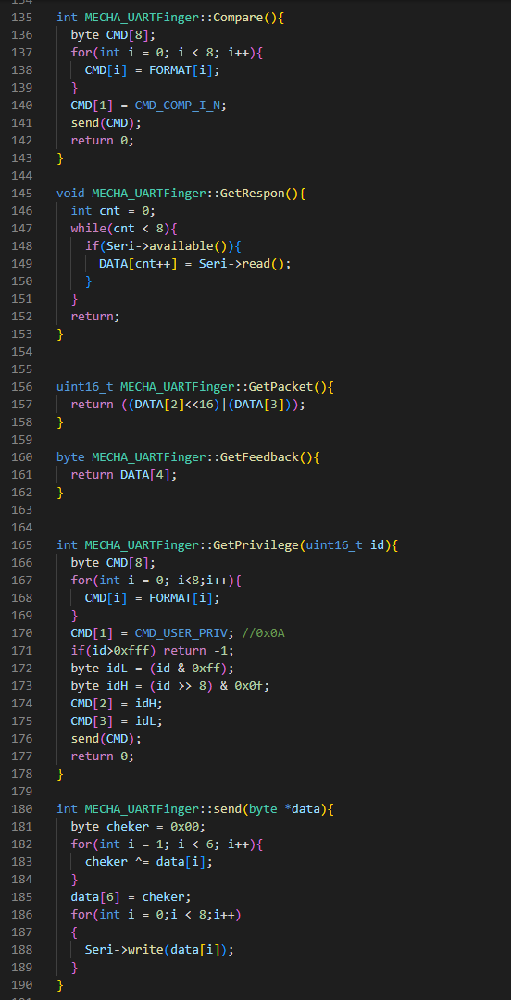 135 int MECHA_UARTFinger::Compare(){
136   byte CMD[8];
137   for(int i = 0; i < 8; i++){
138     CMD[i] = FORMAT[i];
139   }
140   CMD[1] = CMD_COMP_I_N;
141   send(CMD);
142   return 0;
143 }
144
145 void MECHA_UARTFinger::GetRespon(){
146   int cnt = 0;
147   while(cnt < 8){
148     if(Seri->available()){
149       DATA[cnt++] = Seri->read();
150     }
151   }
152   return;
153 }
154
155
156 uint16_t MECHA_UARTFinger::GetPacket(){
157   return ((DATA[2]<<16)|(DATA[3]));
158 }
159
160 byte MECHA_UARTFinger::GetFeedback(){
161   return DATA[4];
162 }
163
164
165 int MECHA_UARTFinger::GetPrivilege(uint16_t id){
166   byte CMD[8];
167   for(int i = 0; i<8;i++){
168     CMD[i] = FORMAT[i];
169   }
170   CMD[1] = CMD_USER_PRIV; //0x0A
171   if(id>0xfff) return -1;
172   byte idL = (id & 0xff);
173   byte idH = (id >> 8) & 0x0f;
174   CMD[2] = idH;
175   CMD[3] = idL;
176   send(CMD);
177   return 0;
178 }
179
180 int MECHA_UARTFinger::send(byte *data){
181   byte cheker = 0x00;
182   for(int i = 1; i < 6; i++){
183     cheker ^= data[i];
184   }
185   data[6] = cheker;
186   for(int i = 0;i < 8;i++)
187   {
188     Seri->write(data[i]);
189   }
190 }